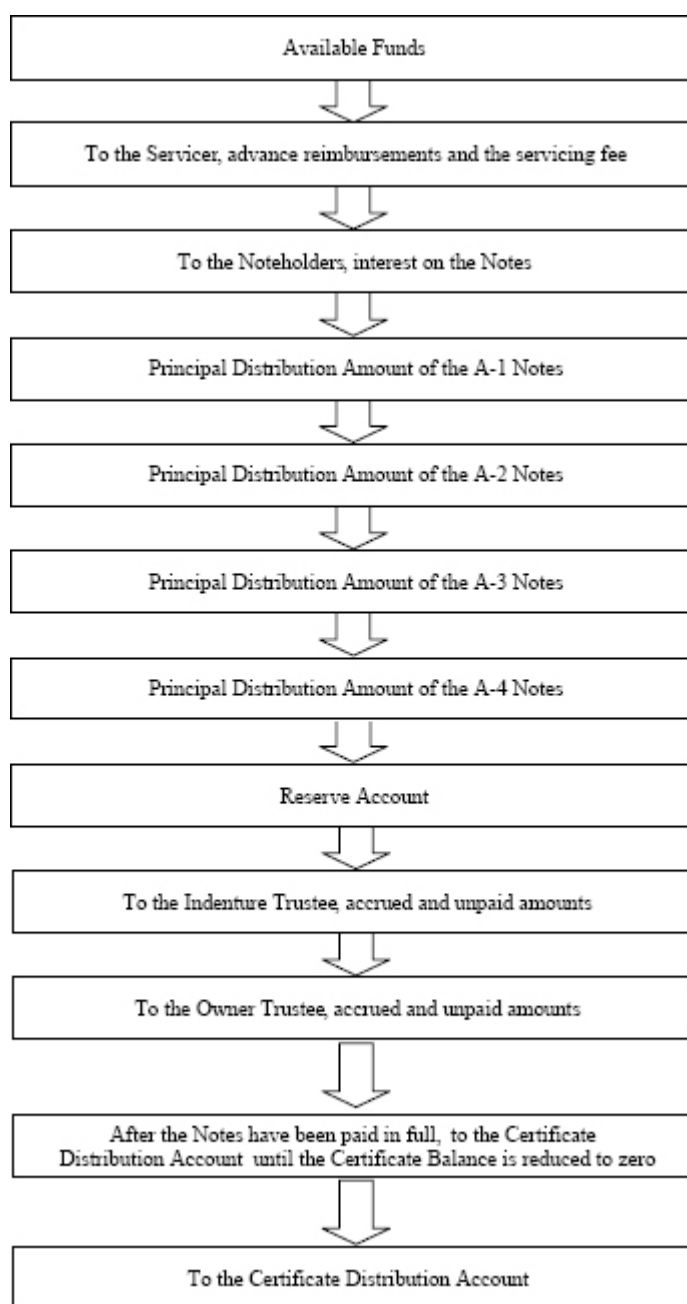 Available Funds
To the Servicer, advance reimbursements and the servicing fee
To the Noteholders, interest on the Notes
Principal Distribution Amount of the A-1 Notes
Principal Distribution Amount of the A-2 Notes
Principal Distribution Amount of the A-3 Notes
Principal Distribution Amount of the A-4 Notes
Reserve Account
To the Indenture Trustee, accrued and unpaid amounts
To the Owner Trustee, accrued and unpaid amounts
After the Notes have been paid in full, to the Certificate
Distribution Account until the Certificate Balance is reduced to zero
To the Certificate Distribution Account